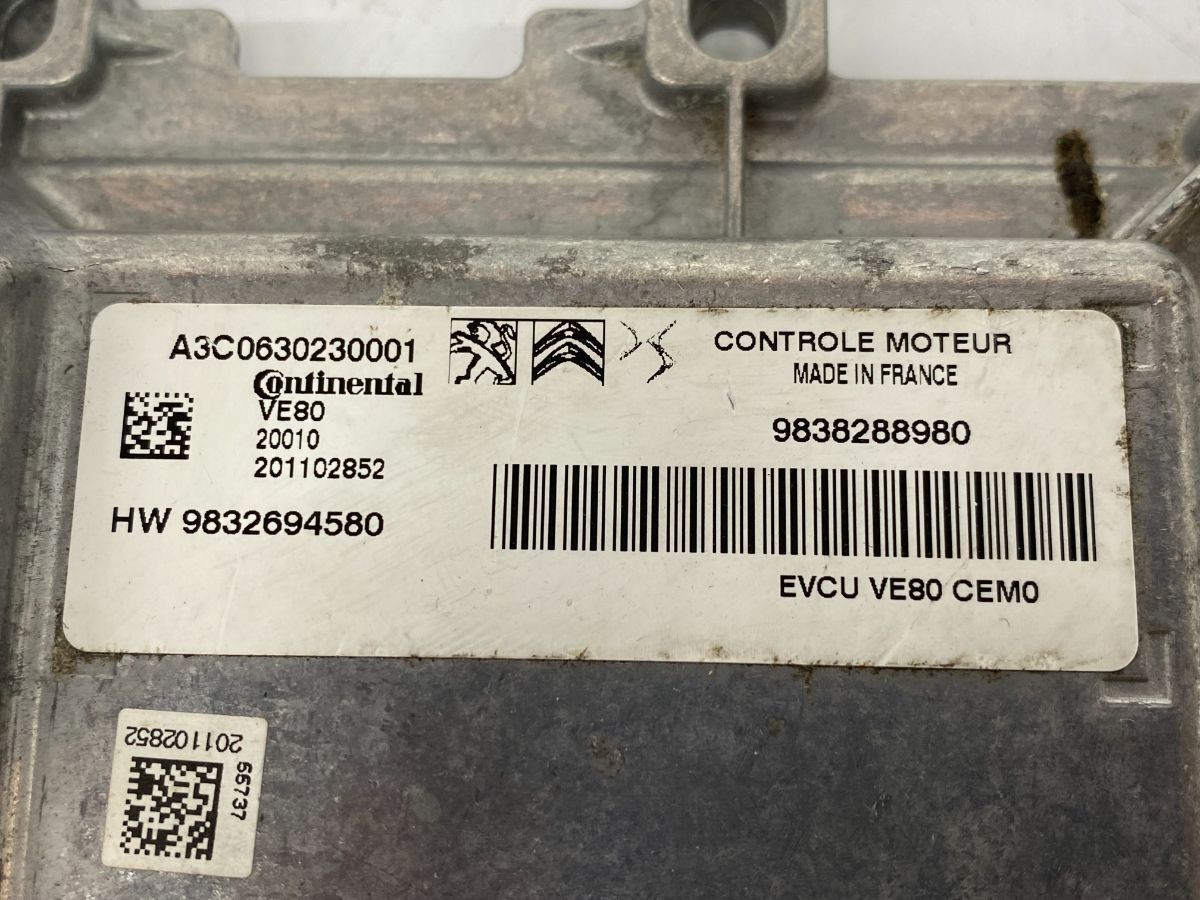 A3C0630230001
Continental
VE80
20010
201102852
HW 9832694580
CONTROLE MOTEUR
MADE IN FRANCE
9838288980
EVCU VE80 CEM0
201102852
56737